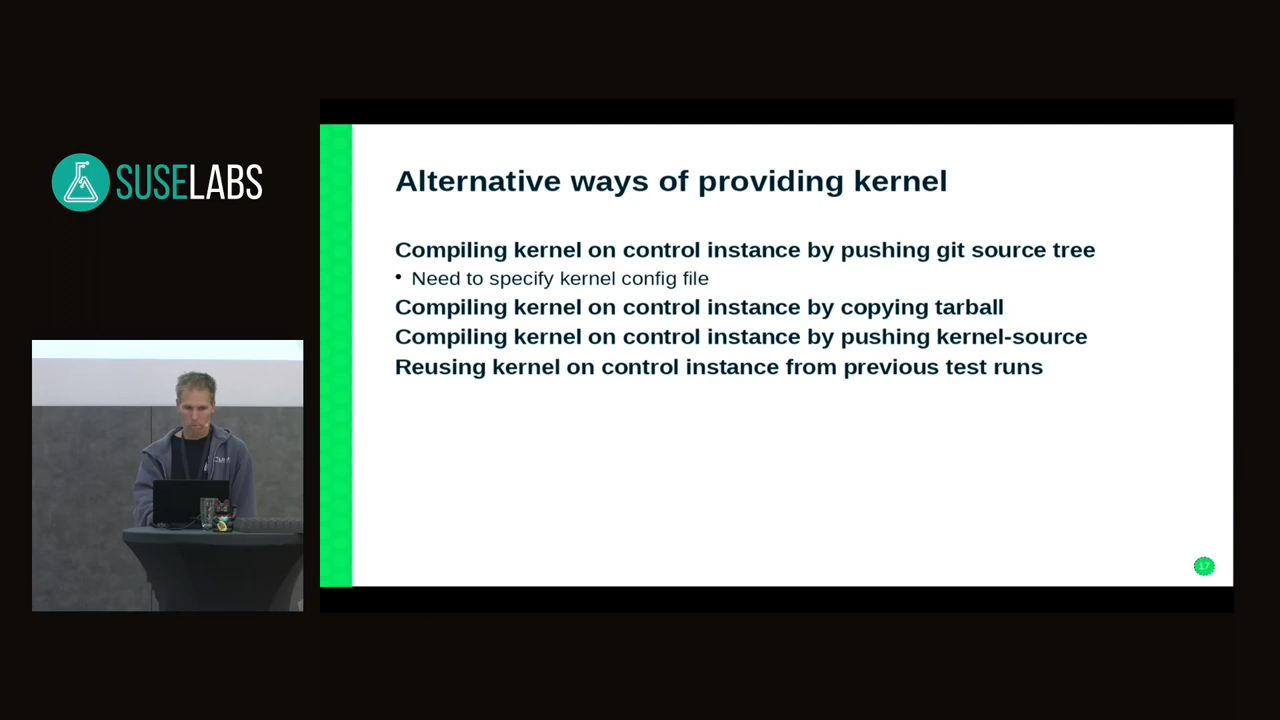 SUSELABS
Alternative ways of providing kernel
Compiling kernel on control instance by pushing git source tree
• Need to specify kernel config file
Compiling kernel on control instance by copying tarball
Compiling kernel on control instance by pushing kernel-source
Reusing kernel on control instance from previous test runs
17